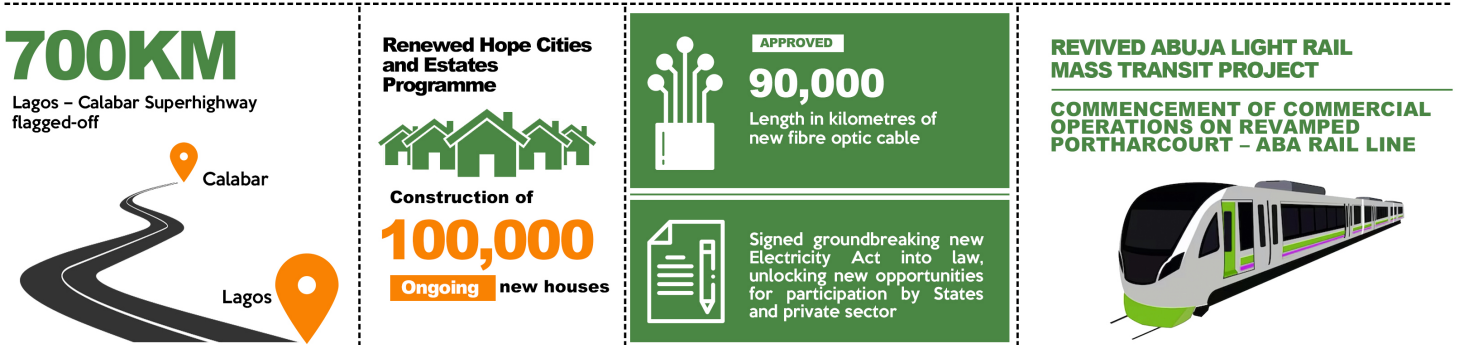 700KM
Lagos – Calabar Superhighway
flagged-off
Calabar
Lagos
Renewed Hope Cities
and Estates
Programme
Construction of
100,000
Ongoing new houses
APPROVED
90,000
Length in kilometres of
new fibre optic cable
Signed groundbreaking new
Electricity Act into law,
unlocking new opportunities
for participation by States
and private sector
REVIVED ABUJA LIGHT RAIL
MASS TRANSIT PROJECT
COMMENCEMENT OF COMMERCIAL
OPERATIONS ON REVAMPED
PORTHARCOURT – ABA RAIL LINE